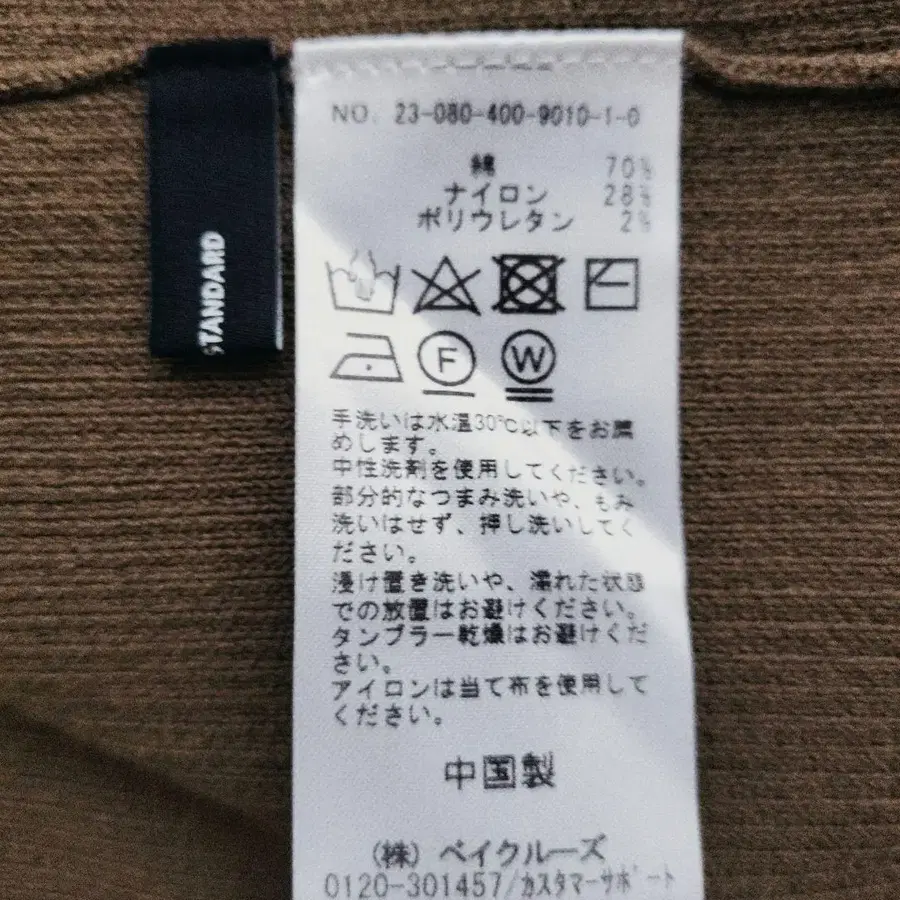 STANDARD
NO. 23-080-400-9010-1-0
綿 70%
ナイロン 28%
ポリウレタン 2%
F
W
手洗いは水温30℃以下をお薦
めします。
中性洗剤を使用してください。
部分的なつまみ洗いや、もみ
洗いはせず、押し洗いしてく
ださい。
浸け置き洗いや、濡れた状態
での放置はお避けください。
タンブラー乾燥はお避けくだ
さい。
アイロンは当て布を使用して
ください。
中国製
(株) ベイクルーズ
0120-301457/カスタマーサポート